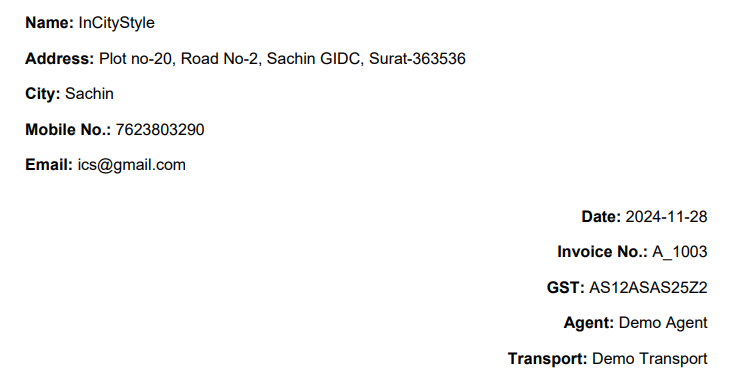 Name: InCityStyle
Address: Plot no-20, Road No-2, Sachin GIDC, Surat-363536
City: Sachin
Mobile No.: 7623803290
Email: ics@gmail.com
Date: 2024-11-28
Invoice No.: A_1003
GST: AS12ASAS25Z2
Agent: Demo Agent
Transport: Demo Transport